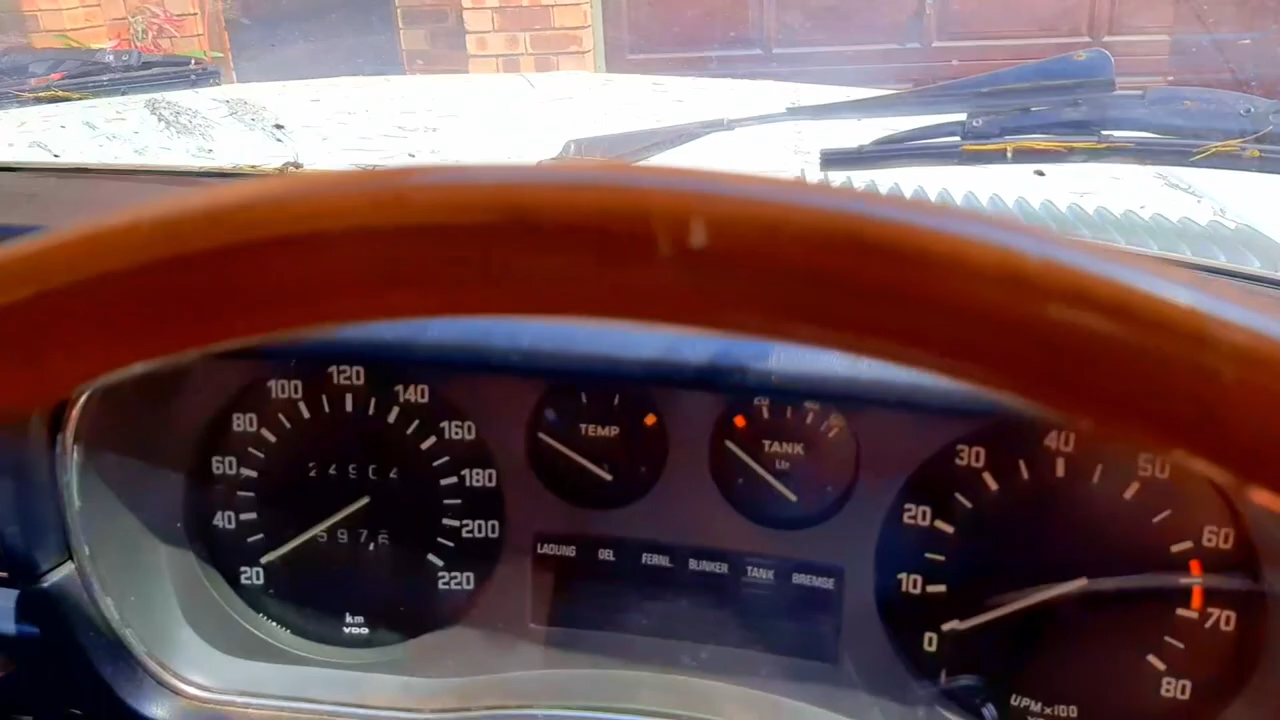 20
40
60
80
100
120
140
160
180
200
220
24904
597,6
km
VDO
TEMP
TANK
Ltr
LADUNG
OEL
FERNL.
BLINKER
TANK
BREMSE
0
10
20
30
40
50
60
70
80
UPM×100